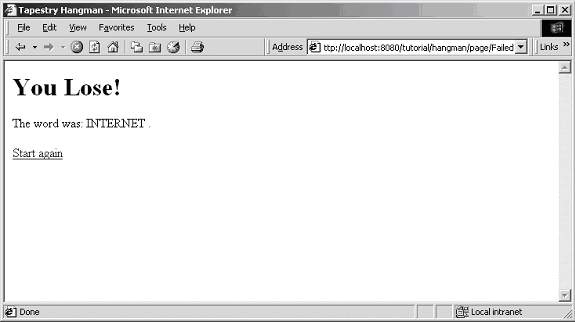 Tapestry Hangman - Microsoft Internet Explorer
File Edit View Favorites Tools Help
Address ttp://localhost:8080/tutorial/hangman/page/Failed Links »
You Lose!
The word was: INTERNET .
Start again
Done Local intranet